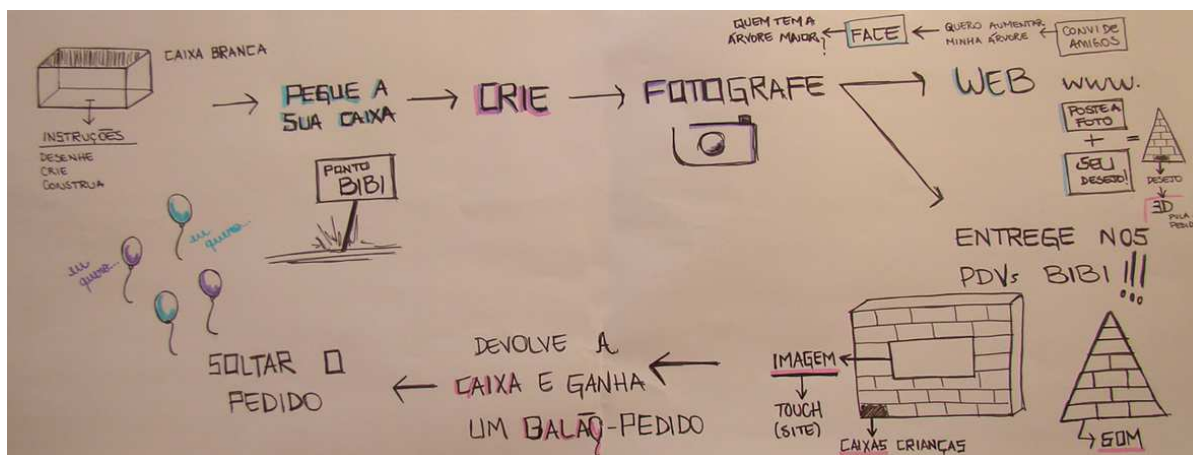 CAIXA BRANCA
INSTRUÇÕES
DESENHE
CRIE
CONSTRUA
PEGUE A
SUA CAIXA
CRIE
FOTOGRAFE
QUEM TEM A
ÁRVORE MAIOR?
FACE
QUERO AUMENTAR
MINHA ÁRVORE
CONVIDE
AMIGOS
WEB
WWW.
POSTE A
FOTO
+
SEU
DESEJO!
=
DESEJO
3D
PULA
PEDIDO
PONTO
BIBI
eu quero...
eu
quero...
ENTREGE NOS
PDVs BIBI !!!
IMAGEM
TOUCH
(SITE)
CAIXAS CRIANÇAS
SOM
DEVOLVE A
CAIXA E GANHA
UM BALÃO-PEDIDO
SOLTAR O
PEDIDO